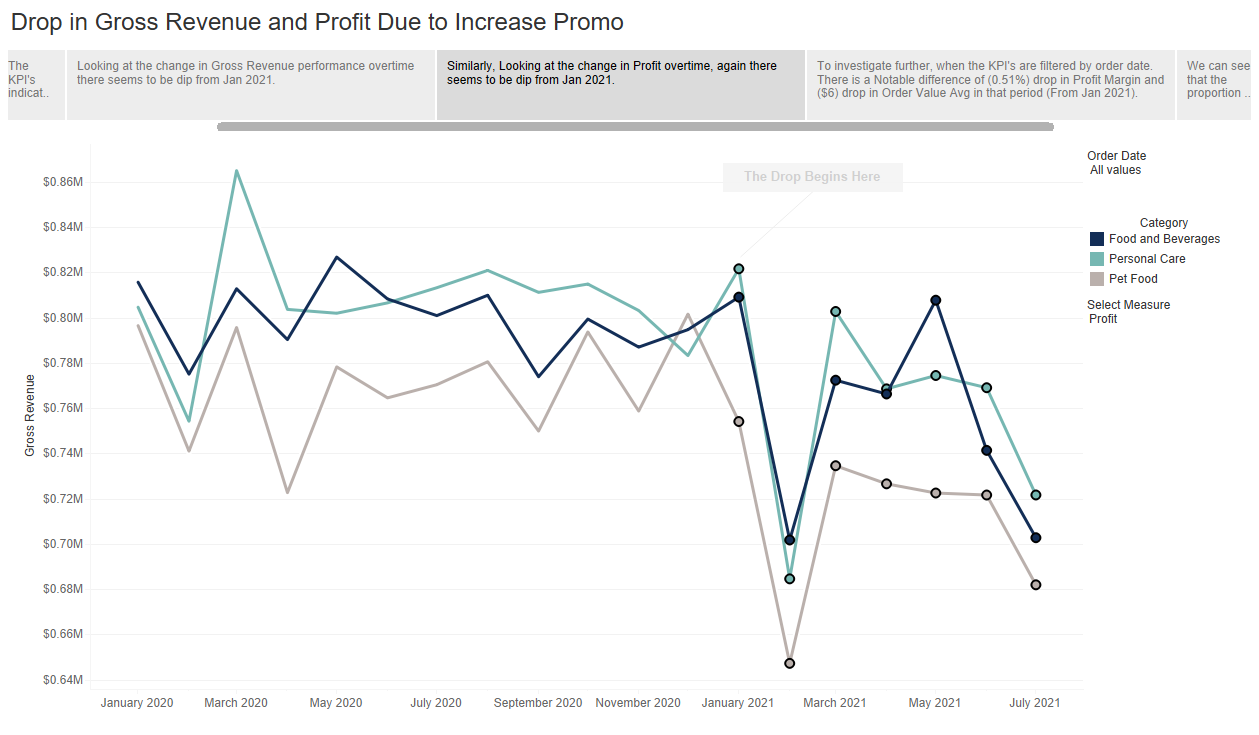 Drop in Gross Revenue and Profit Due to Increase Promo
The
KPI's
indicat..
Looking at the change in Gross Revenue performance overtime
there seems to be dip from Jan 2021.
Similarly, Looking at the change in Profit overtime, again there
seems to be dip from Jan 2021.
To investigate further, when the KPI's are filtered by order date.
There is a Notable difference of (0.51%) drop in Profit Margin and
($6) drop in Order Value Avg in that period (From Jan 2021).
We can see
that the
proportion ..
Order Date
All values
Category
Food and Beverages
Personal Care
Pet Food
Select Measure
Profit
The Drop Begins Here
Gross Revenue
$0.86M
$0.84M
$0.82M
$0.80M
$0.78M
$0.76M
$0.74M
$0.72M
$0.70M
$0.68M
$0.66M
$0.64M
January 2020
March 2020
May 2020
July 2020
September 2020
November 2020
January 2021
March 2021
May 2021
July 2021